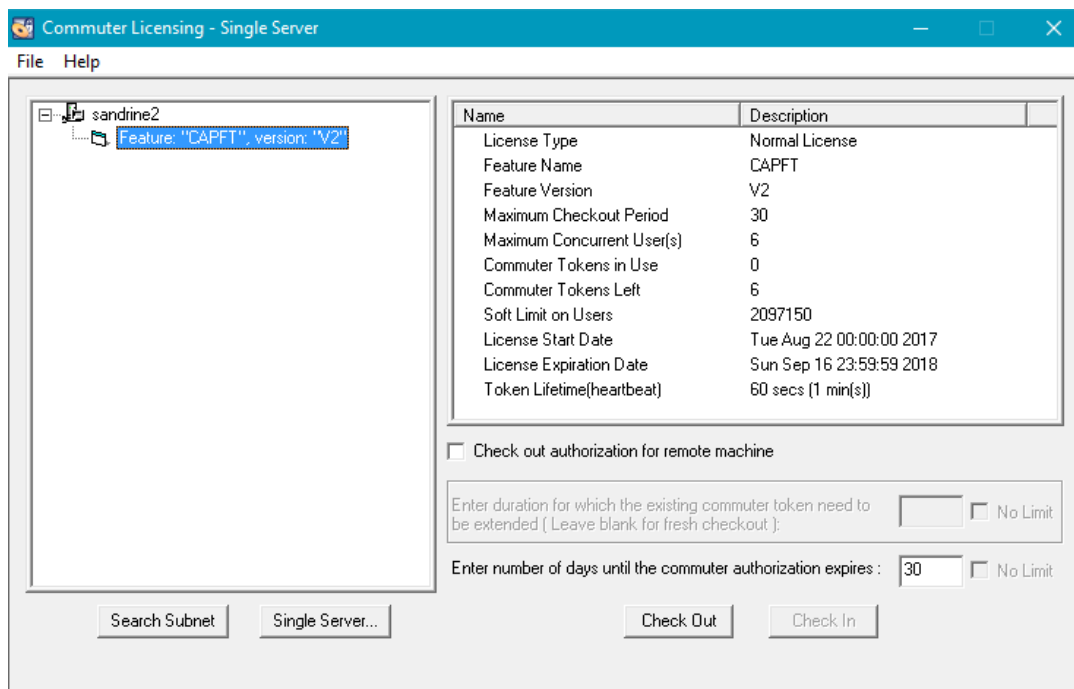 Commuter Licensing - Single Server
File Help
sandrine2
Feature: "CAPFT", version: "V2"
Name Description
License Type Normal License
Feature Name CAPFT
Feature Version V2
Maximum Checkout Period 30
Maximum Concurrent User(s) 6
Commuter Tokens in Use 0
Commuter Tokens Left 6
Soft Limit on Users 2097150
License Start Date Tue Aug 22 00:00:00 2017
License Expiration Date Sun Sep 16 23:59:59 2018
Token Lifetime(heartbeat) 60 secs (1 min(s))
Check out authorization for remote machine
Enter duration for which the existing commuter token need to
be extended ( Leave blank for fresh checkout ):
No Limit
Enter number of days until the commuter authorization expires : 30 No Limit
Search Subnet Single Server... Check Out Check In